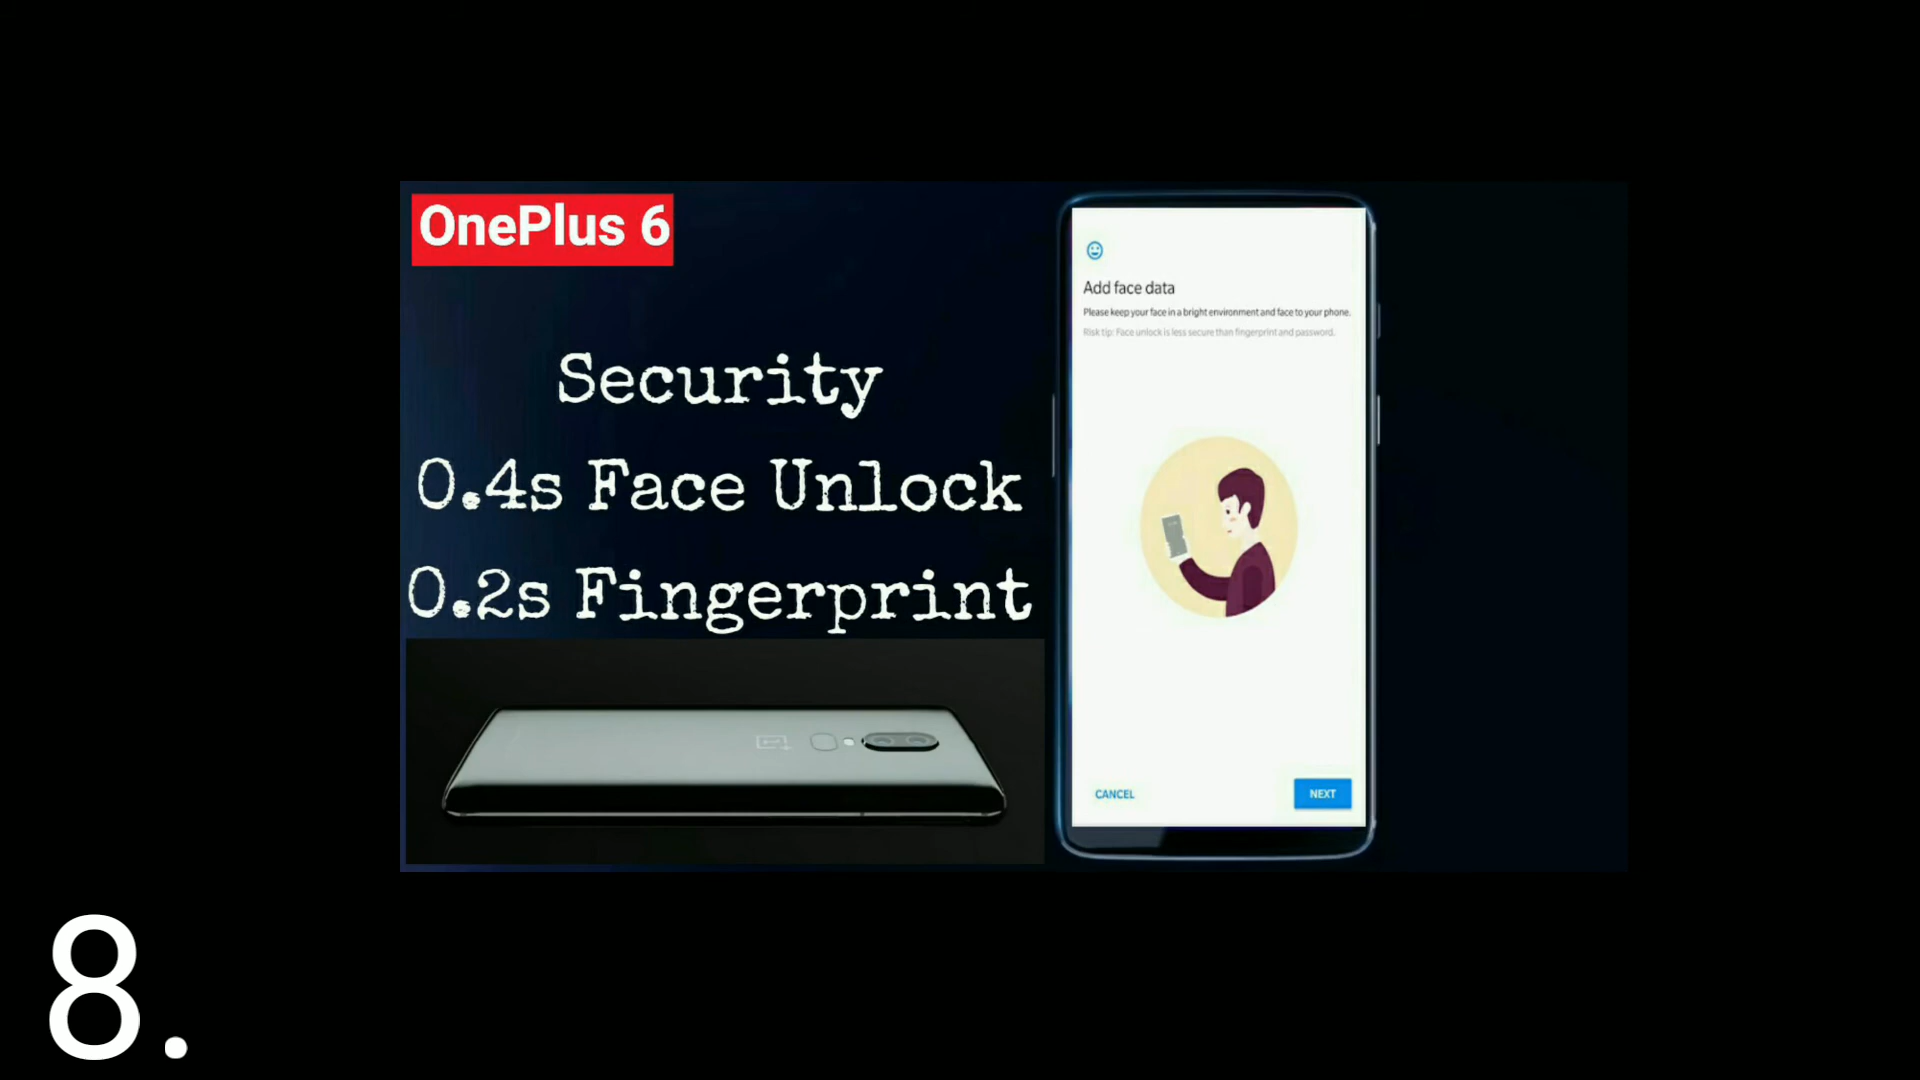 OnePlus 6
Security
0.4s Face Unlock
0.2s Fingerprint
Add face data
Please keep your face in a bright environment and face to your phone.
Risk tip: Face unlock is less secure than fingerprint and password.
CANCEL
NEXT
8.